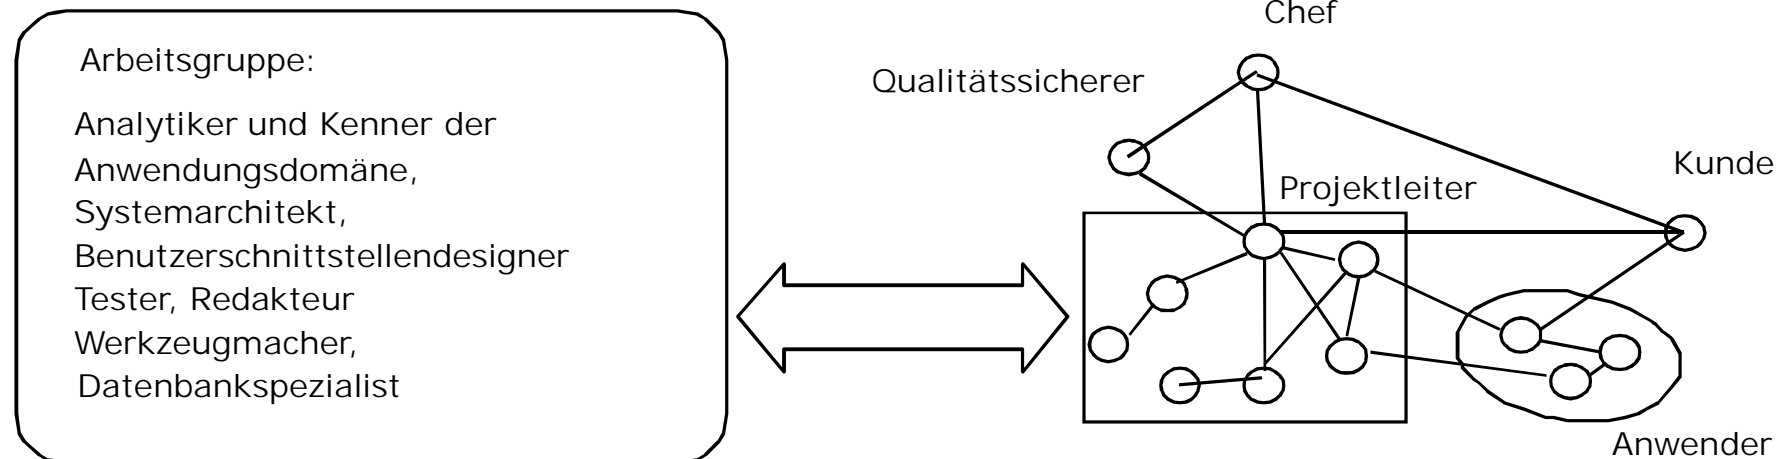 Arbeitsgruppe:
Analytiker und Kenner der
Anwendungsdomäne,
Systemarchitekt,
Benutzerschnittstellendesigner
Tester, Redakteur
Werkzeugmacher,
Datenbankspezialist
Chef
Qualitätssicherer
Kunde
Projektleiter
Anwender